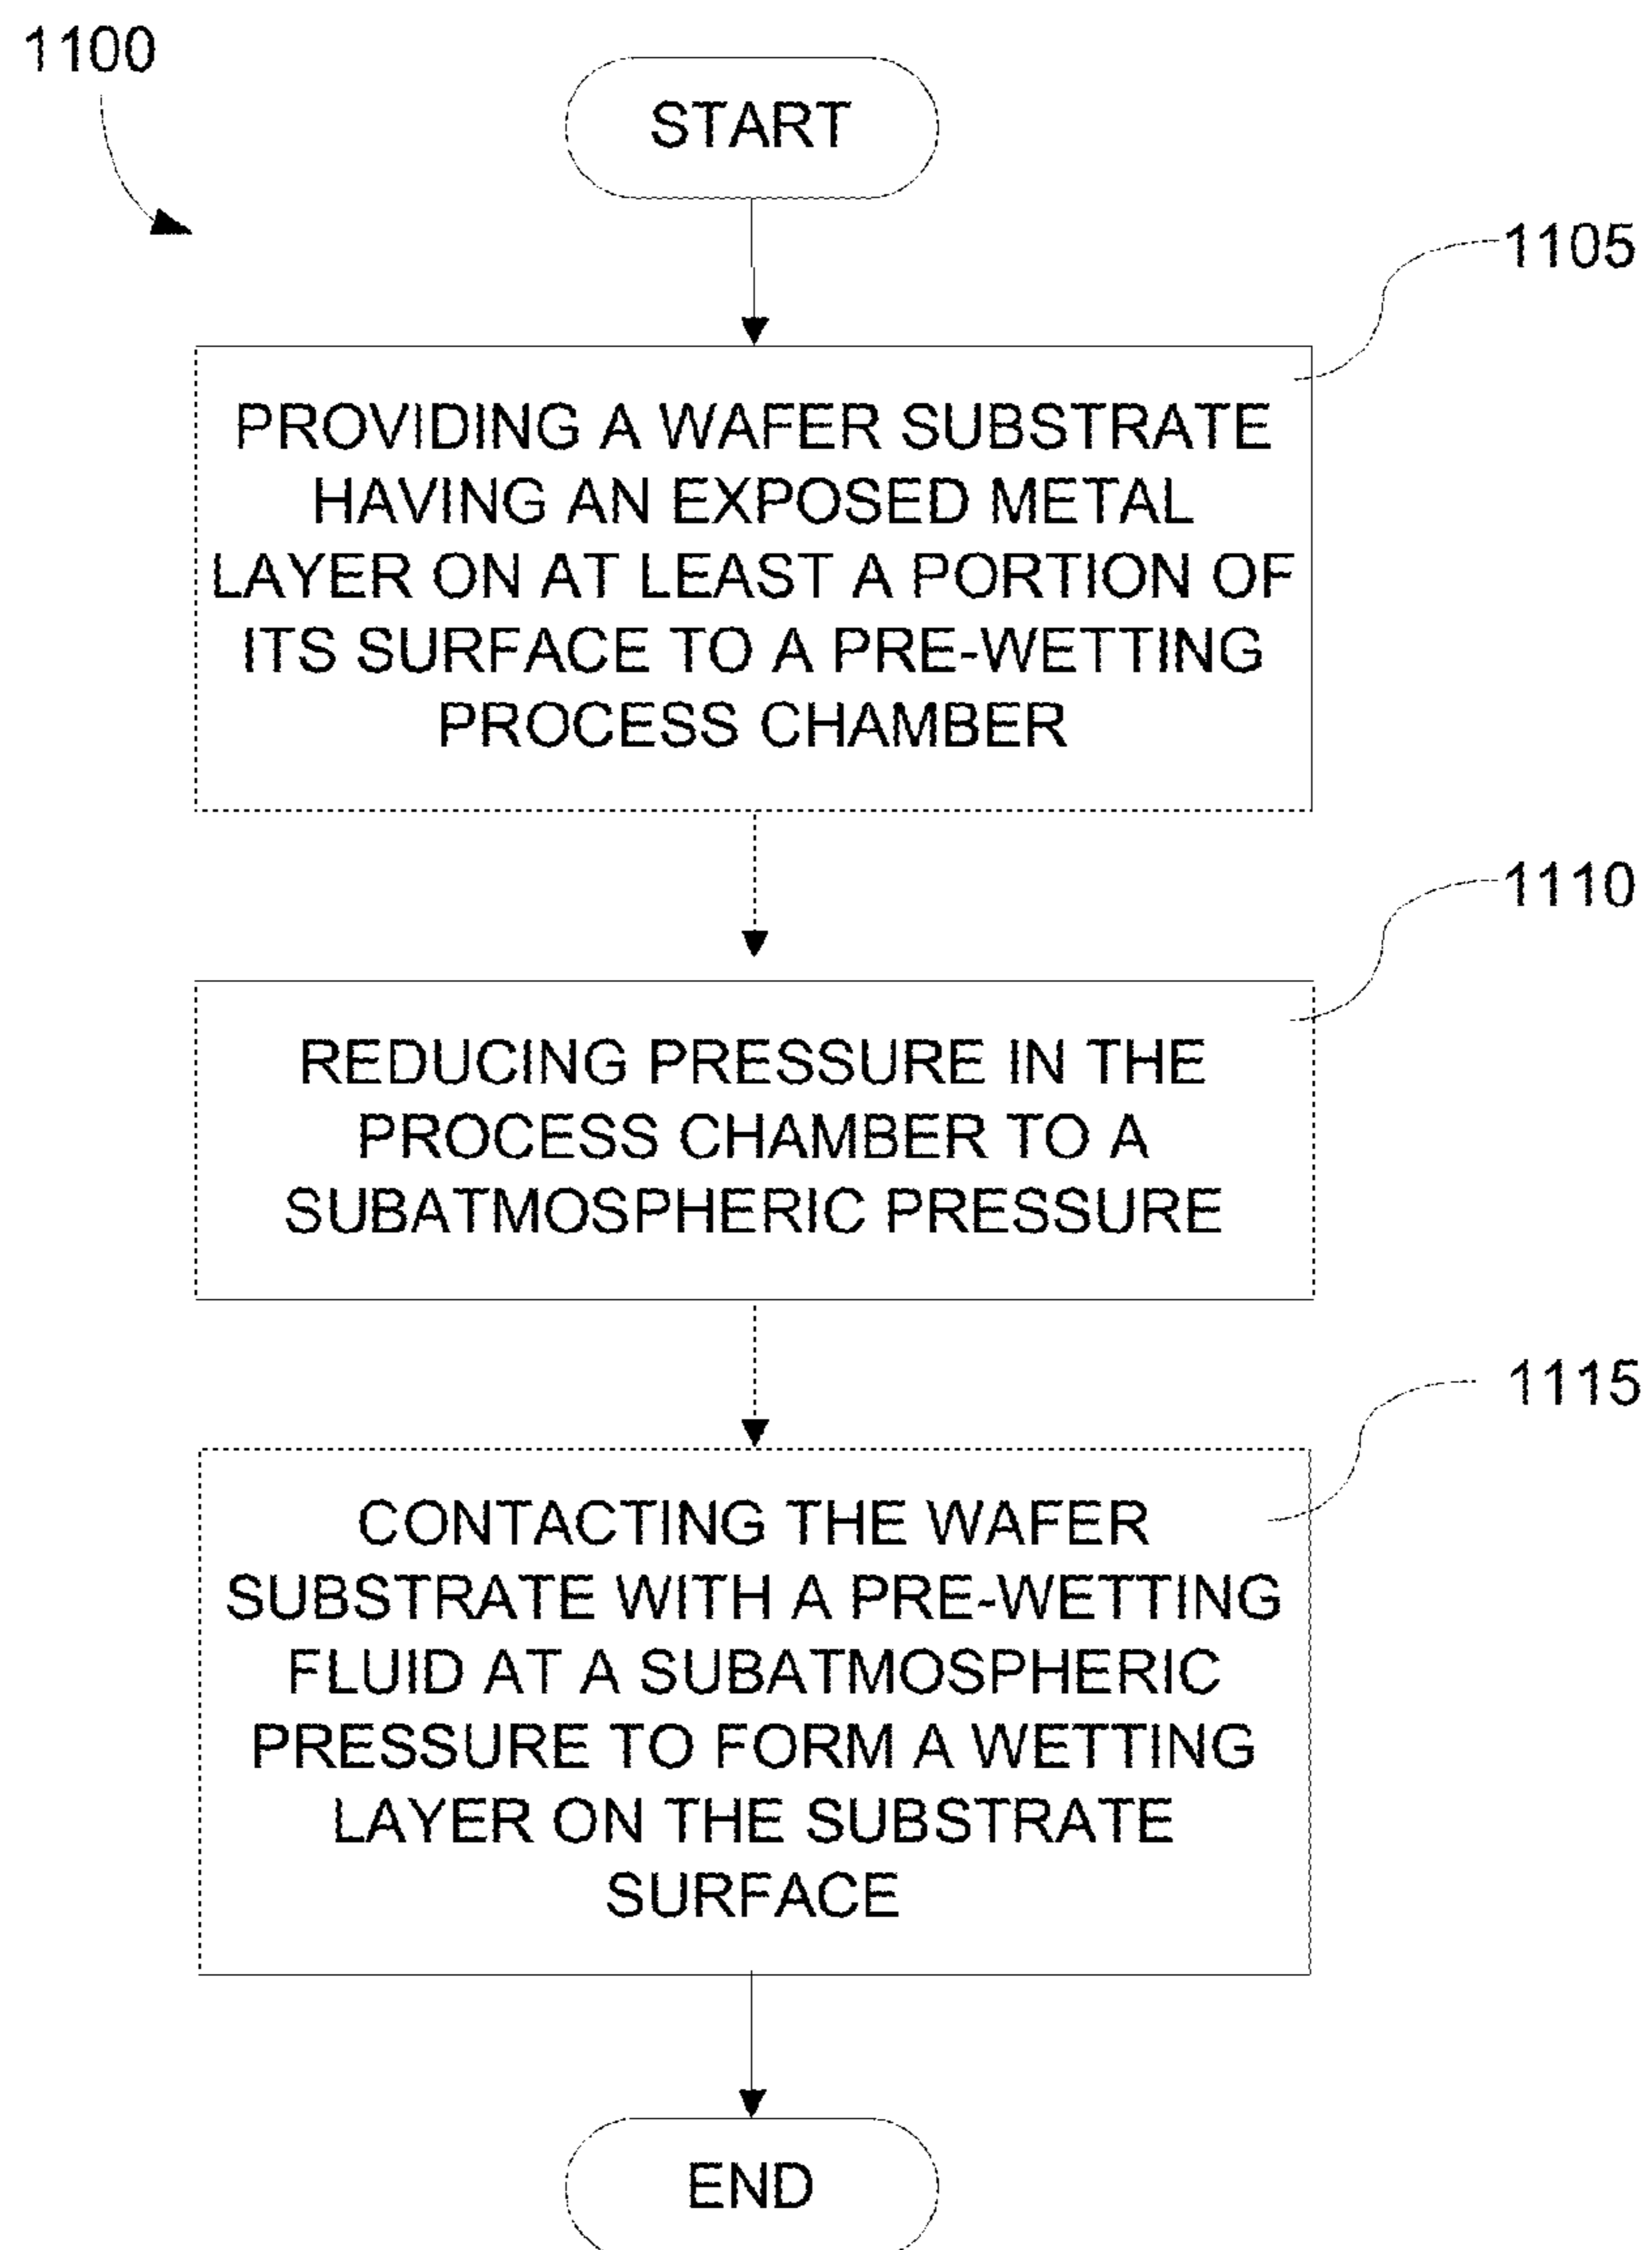 1100
START
1105
PROVIDING A WAFER SUBSTRATE
HAVING AN EXPOSED METAL
LAYER ON AT LEAST A PORTION OF
ITS SURFACE TO A PRE-WETTING
PROCESS CHAMBER
1110
REDUCING PRESSURE IN THE
PROCESS CHAMBER TO A
SUBATMOSPHERIC PRESSURE
1115
CONTACTING THE WAFER
SUBSTRATE WITH A PRE-WETTING
FLUID AT A SUBATMOSPHERIC
PRESSURE TO FORM A WETTING
LAYER ON THE SUBSTRATE
SURFACE
END